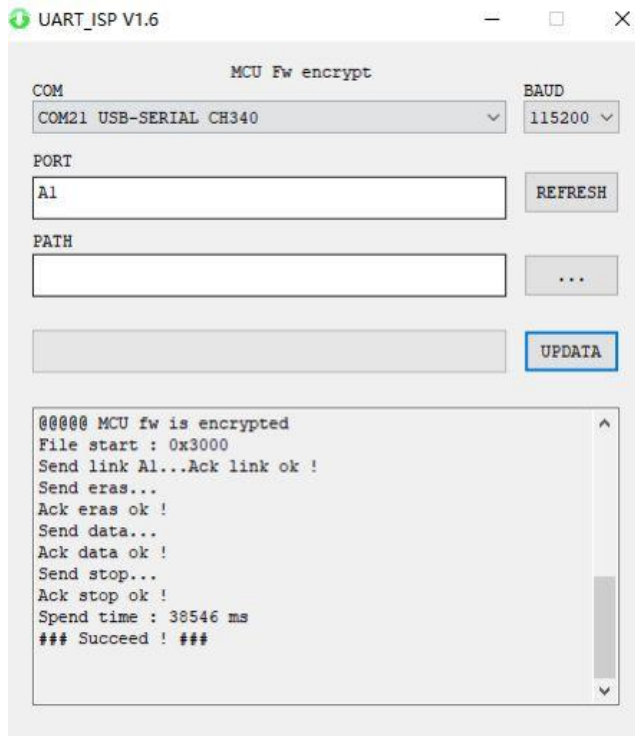 UART_ISP V1.6
MCU Fw encrypt
COM
BAUD
COM21 USB-SERIAL CH340
115200
PORT
A1
REFRESH
PATH
...
UPDATA
@@@@@ MCU fw is encrypted
File start : 0x3000
Send link A1...Ack link ok !
Send eras...
Ack eras ok !
Send data...
Ack data ok !
Send stop...
Ack stop ok !
Spend time : 38546 ms
### Succeed ! ###